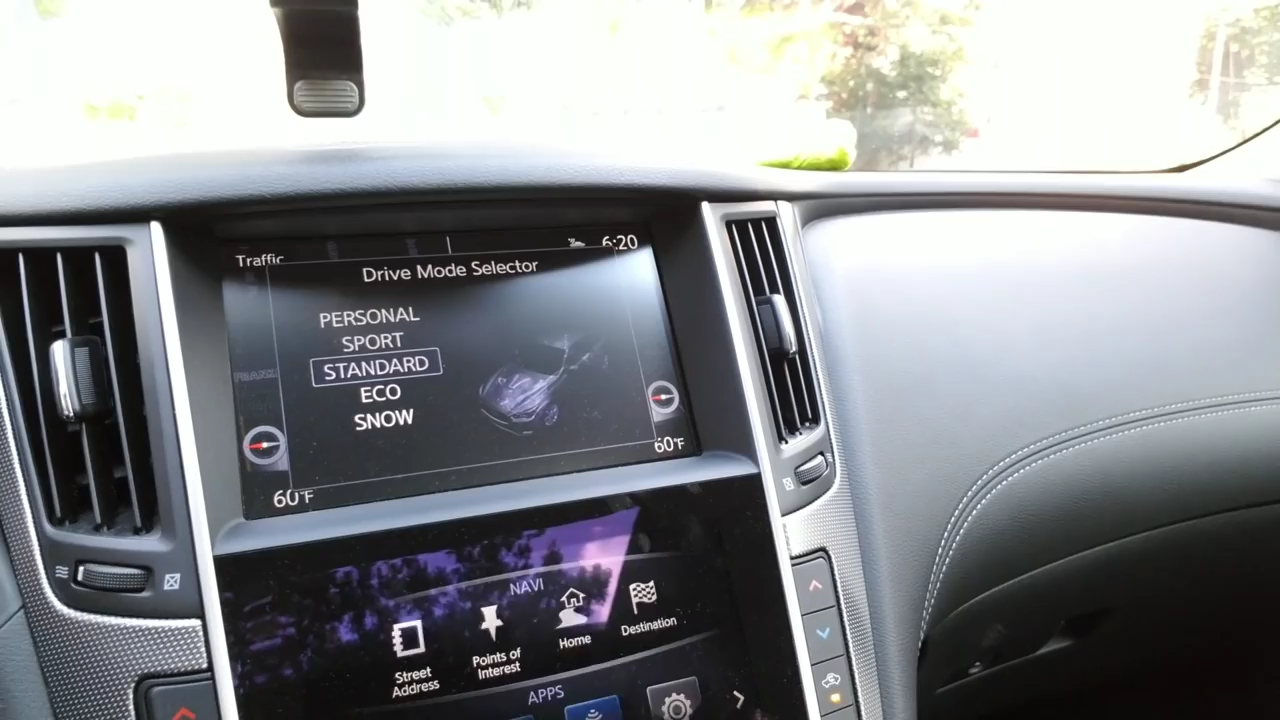 Traffic
6:20
Drive Mode Selector
PERSONAL
SPORT
STANDARD
ECO
SNOW
60°F
60°F
NAVI
Street
Address
Points of
Interest
Home
Destination
APPS